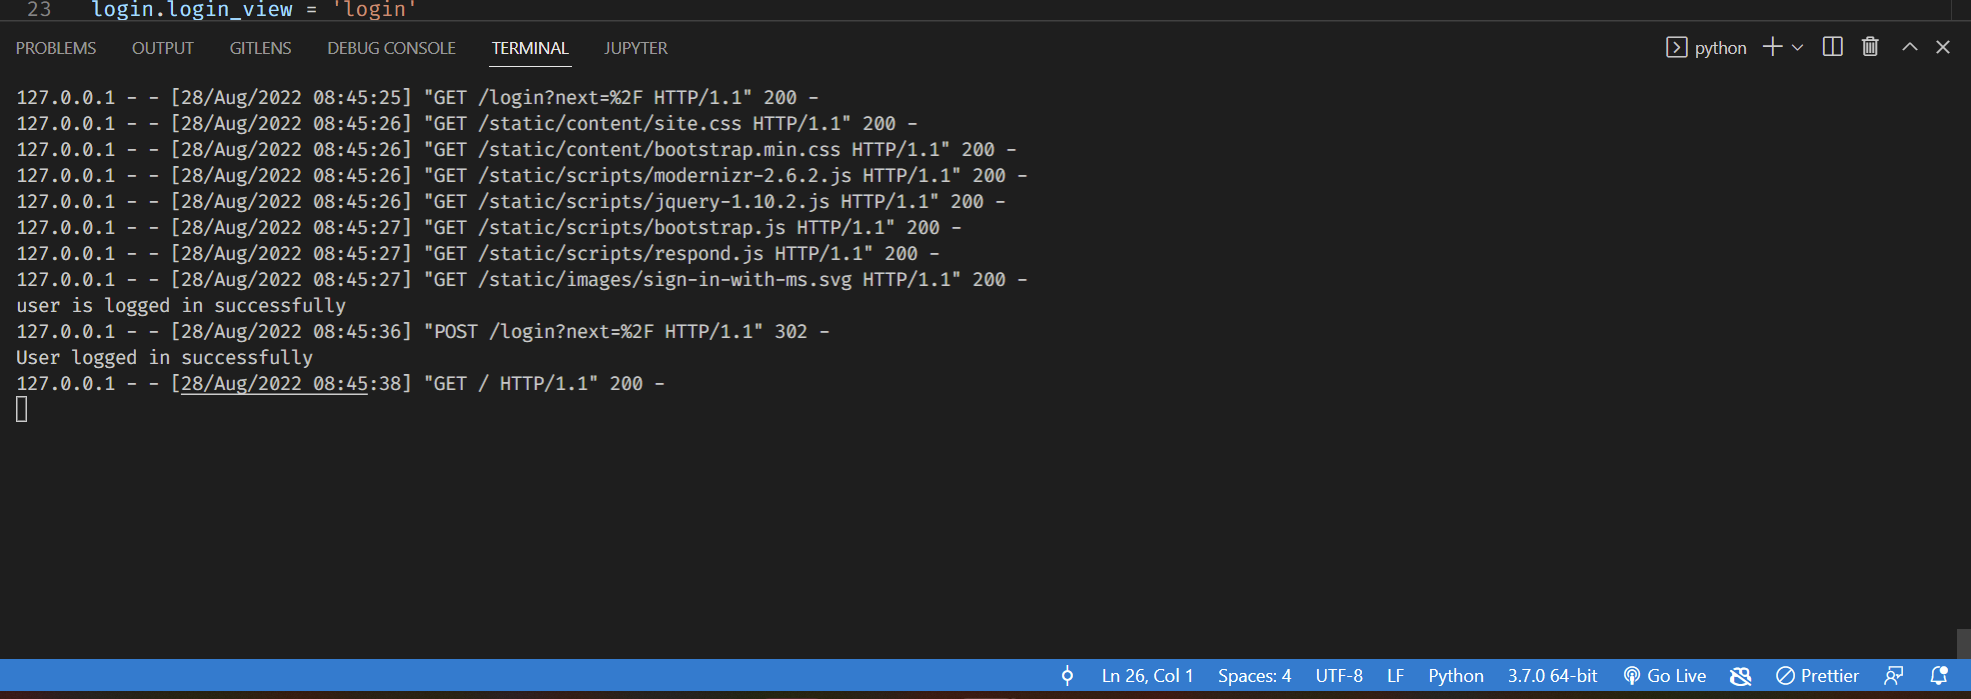 23 login.login_view = 'login'
PROBLEMS OUTPUT GITLENS DEBUG CONSOLE TERMINAL JUPYTER python
127.0.0.1 - - [28/Aug/2022 08:45:25] "GET /login?next=%2F HTTP/1.1" 200 -
127.0.0.1 - - [28/Aug/2022 08:45:26] "GET /static/content/site.css HTTP/1.1" 200 -
127.0.0.1 - - [28/Aug/2022 08:45:26] "GET /static/content/bootstrap.min.css HTTP/1.1" 200 -
127.0.0.1 - - [28/Aug/2022 08:45:26] "GET /static/scripts/modernizr-2.6.2.js HTTP/1.1" 200 -
127.0.0.1 - - [28/Aug/2022 08:45:26] "GET /static/scripts/jquery-1.10.2.js HTTP/1.1" 200 -
127.0.0.1 - - [28/Aug/2022 08:45:27] "GET /static/scripts/bootstrap.js HTTP/1.1" 200 -
127.0.0.1 - - [28/Aug/2022 08:45:27] "GET /static/scripts/respond.js HTTP/1.1" 200 -
127.0.0.1 - - [28/Aug/2022 08:45:27] "GET /static/images/sign-in-with-ms.svg HTTP/1.1" 200 -
user is logged in successfully
127.0.0.1 - - [28/Aug/2022 08:45:36] "POST /login?next=%2F HTTP/1.1" 302 -
User logged in successfully
127.0.0.1 - - [28/Aug/2022 08:45:38] "GET / HTTP/1.1" 200 -
Ln 26, Col 1 Spaces: 4 UTF-8 LF Python 3.7.0 64-bit Go Live Prettier